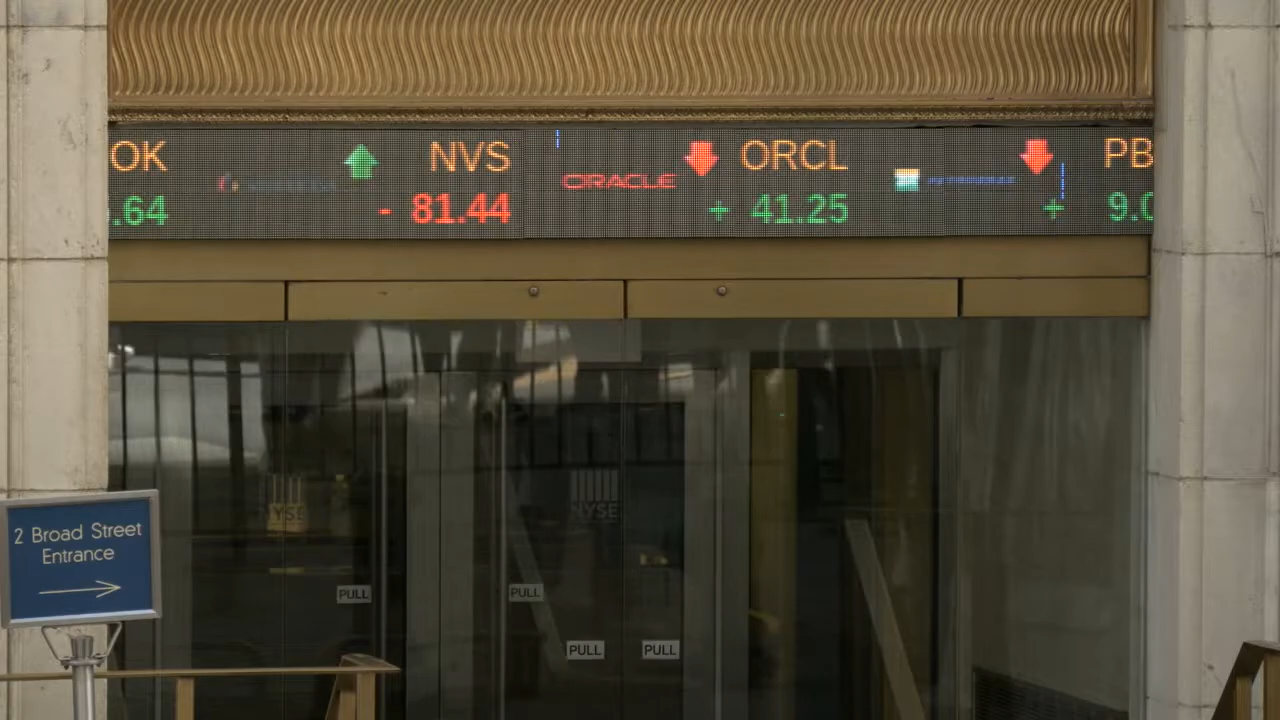 OK
.64
NVS
- 81.44
ORACLE
ORCL
+ 41.25
PB
+ 9.0
NYSE
NYSE
2 Broad Street
Entrance
PULL
PULL
PULL
PULL